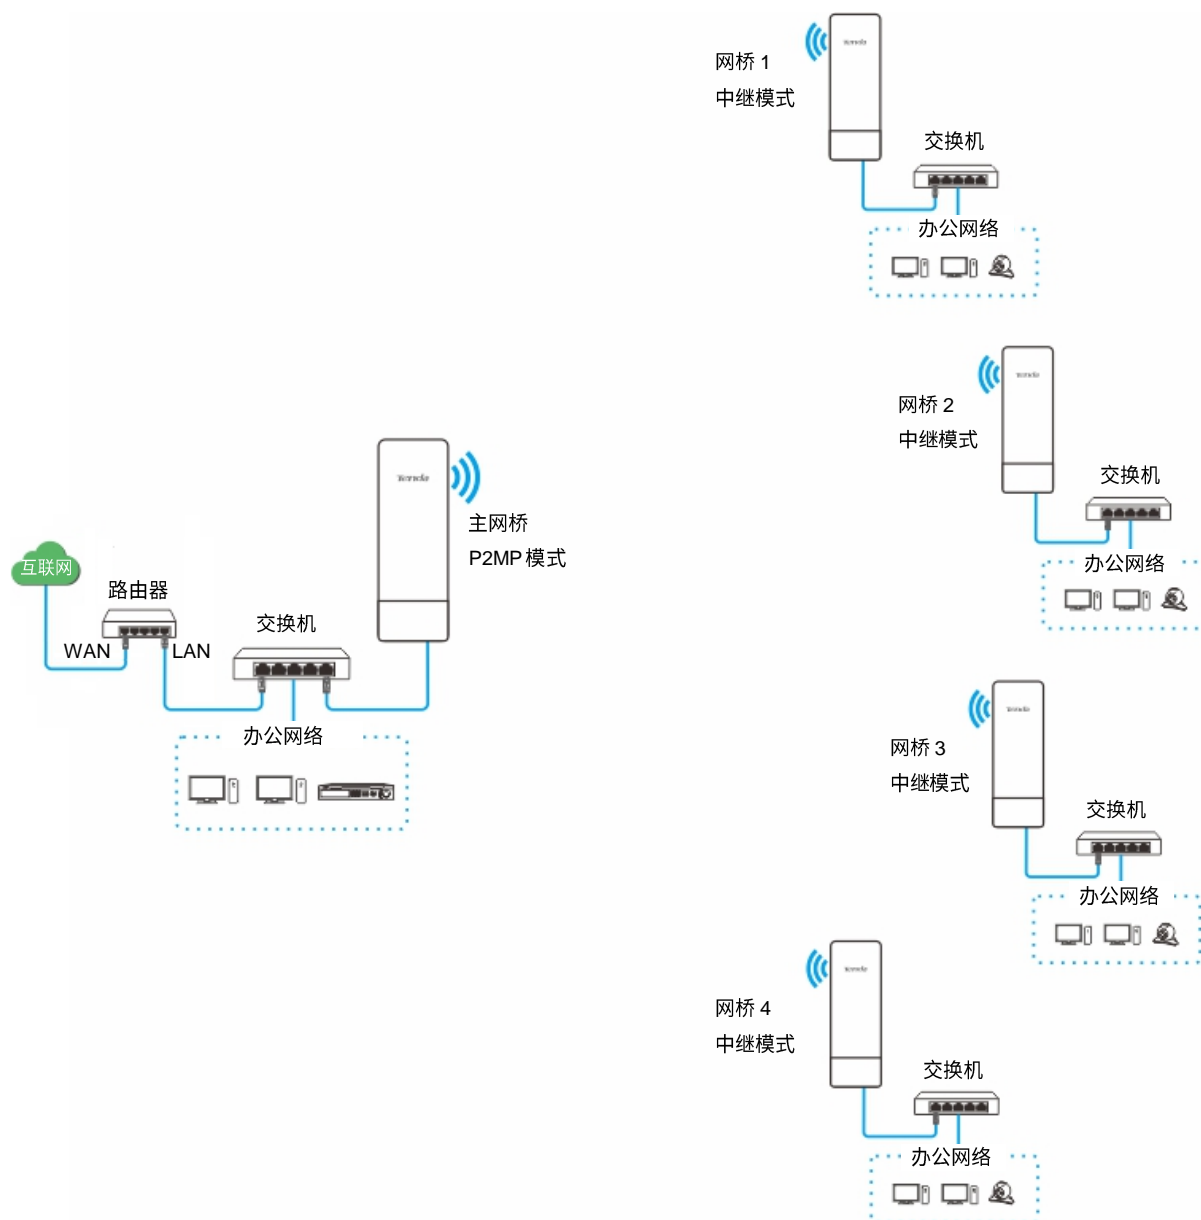 网桥 1
中继模式
交换机
办公网络
网桥 2
中继模式
交换机
办公网络
Tenda
主网桥
P2MP 模式
互联网
路由器
WAN
LAN
交换机
办公网络
网桥 3
中继模式
交换机
办公网络
网桥 4
中继模式
交换机
办公网络